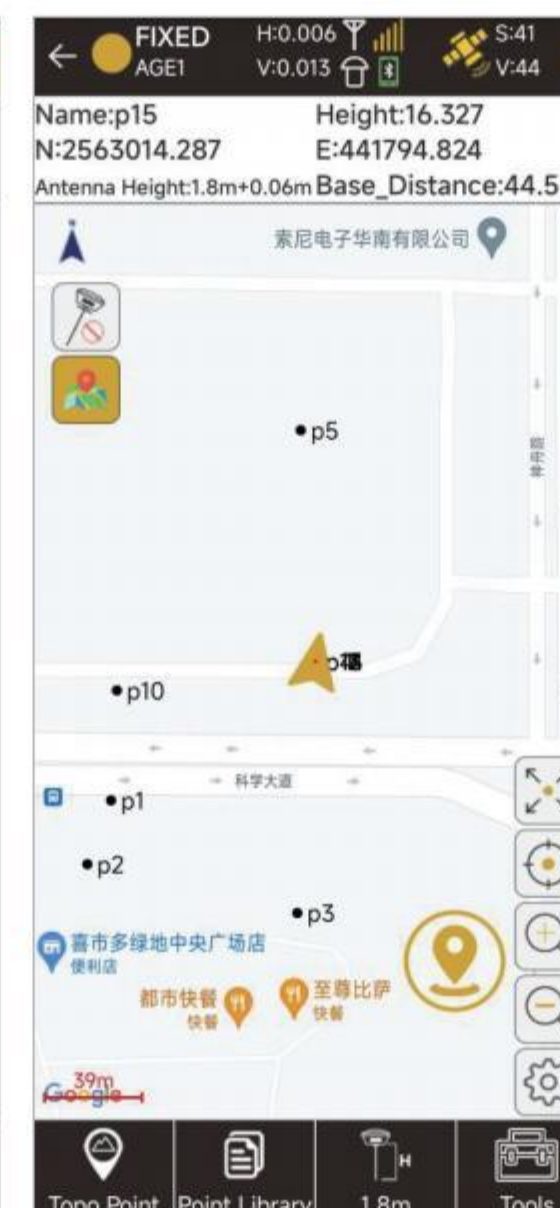 FIXED
AGE1
H:0.006
V:0.013
S:41
V:44
Name:p15
Height:16.327
N:2563014.287
E:441794.824
Antenna Height:1.8m+0.06m
Base_Distance:44.5
索尼电子华南有限公司
p5
神舟路
p10
科学大道
p1
p2
p3
喜市多绿地中央广场店
便利店
都市快餐
快餐
至尊比萨
快餐
39m
Google
H
Topo Point
Point Library
1.8m
Tools